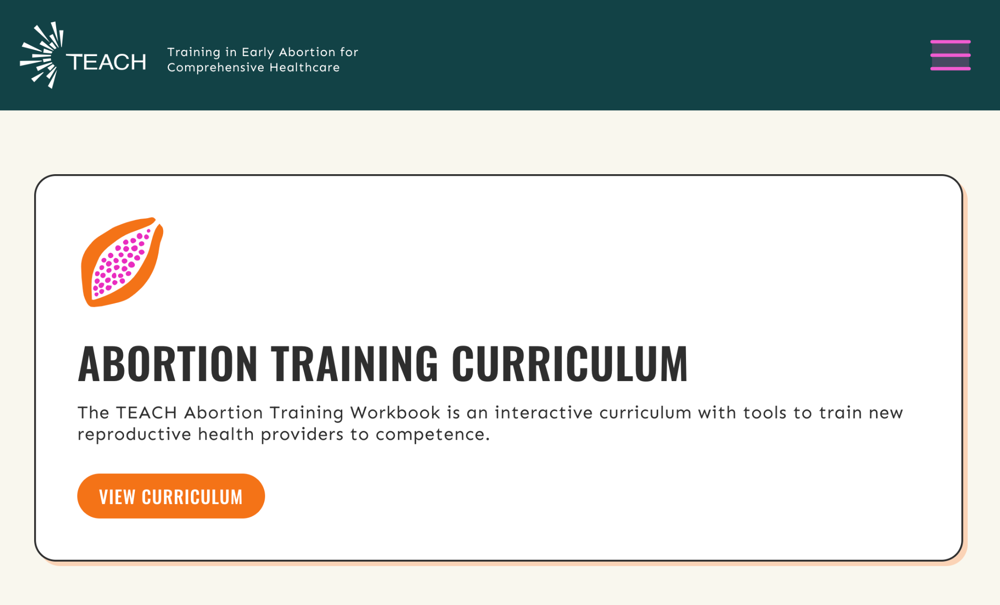 TEACH
Training in Early Abortion for
Comprehensive Healthcare
ABORTION TRAINING CURRICULUM
The TEACH Abortion Training Workbook is an interactive curriculum with tools to train new
reproductive health providers to competence.
VIEW CURRICULUM